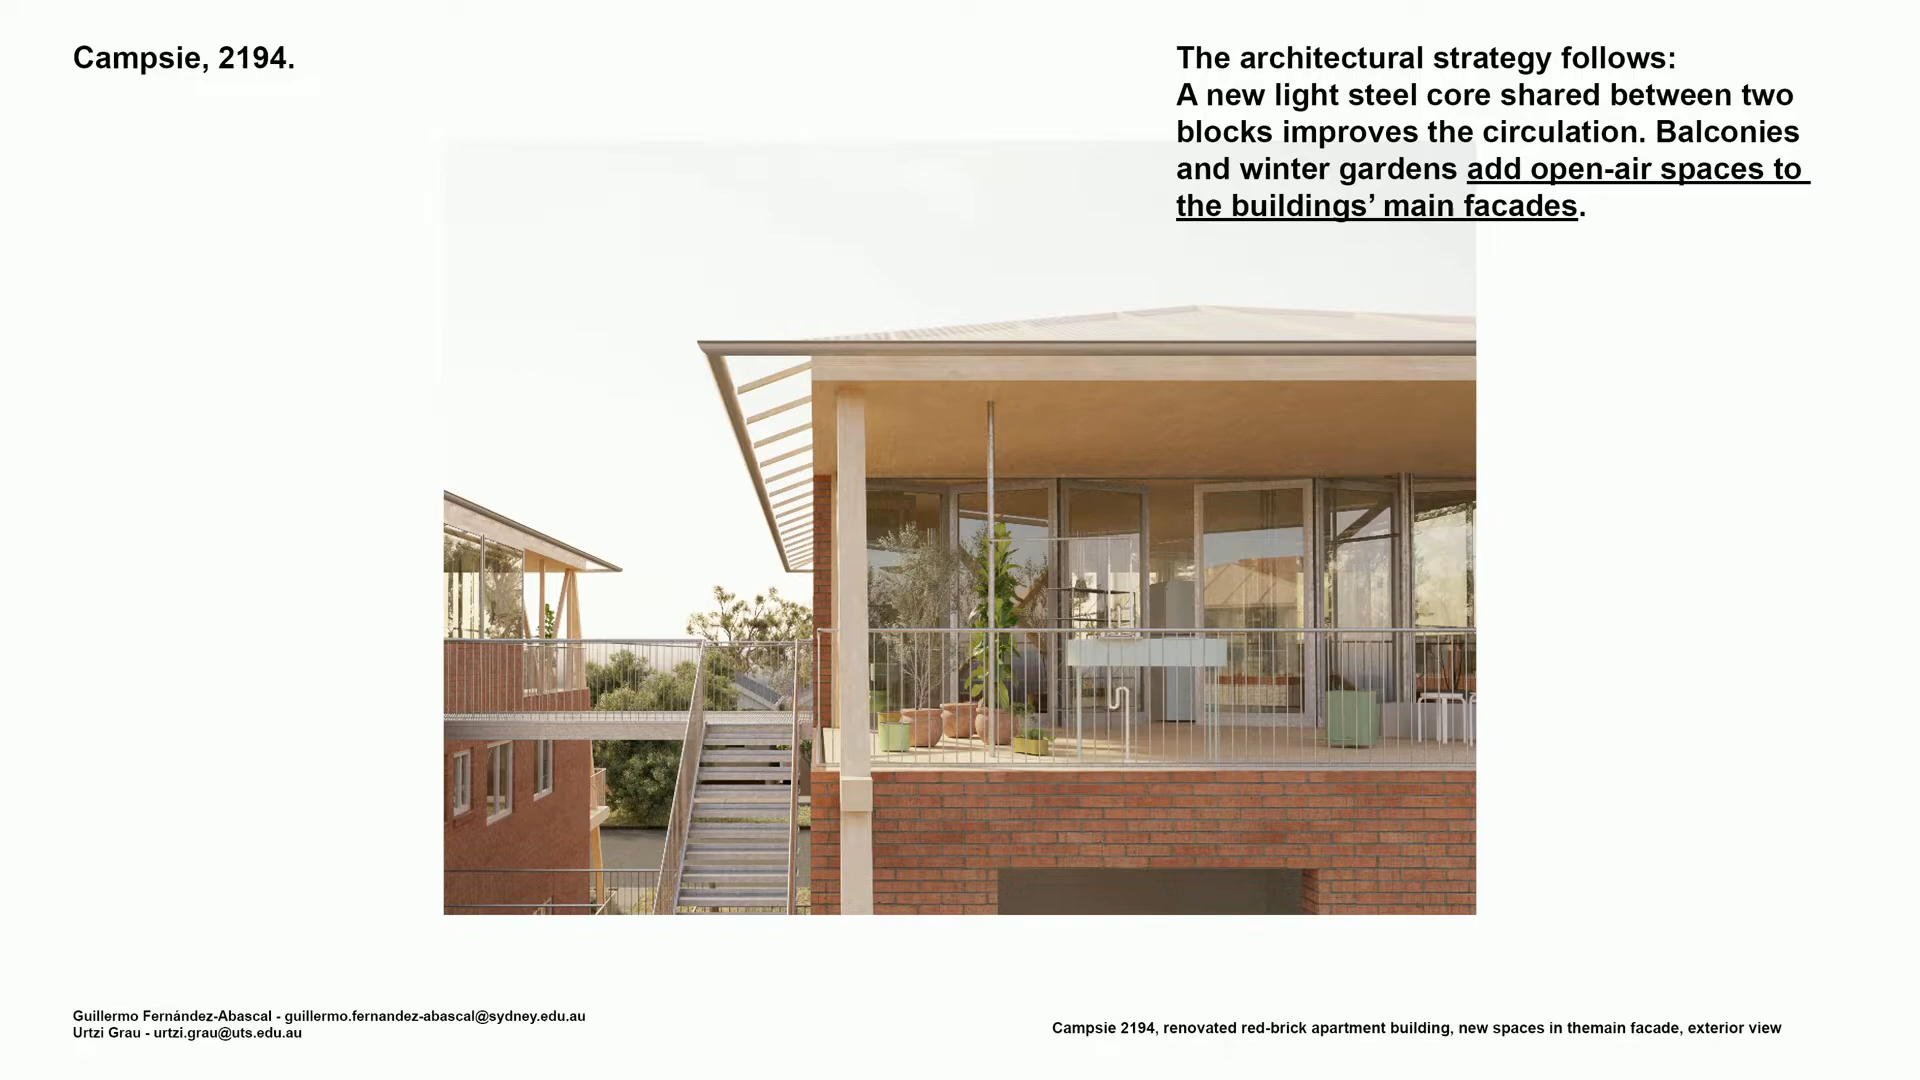 Campsie, 2194.
The architectural strategy follows:
A new light steel core shared between two
blocks improves the circulation. Balconies
and winter gardens add open-air spaces to
the buildings’ main facades.
Guillermo Fernández-Abascal - guillermo.fernandez-abascal@sydney.edu.au
Urtzi Grau - urtzi.grau@uts.edu.au
Campsie 2194, renovated red-brick apartment building, new spaces in themain facade, exterior view